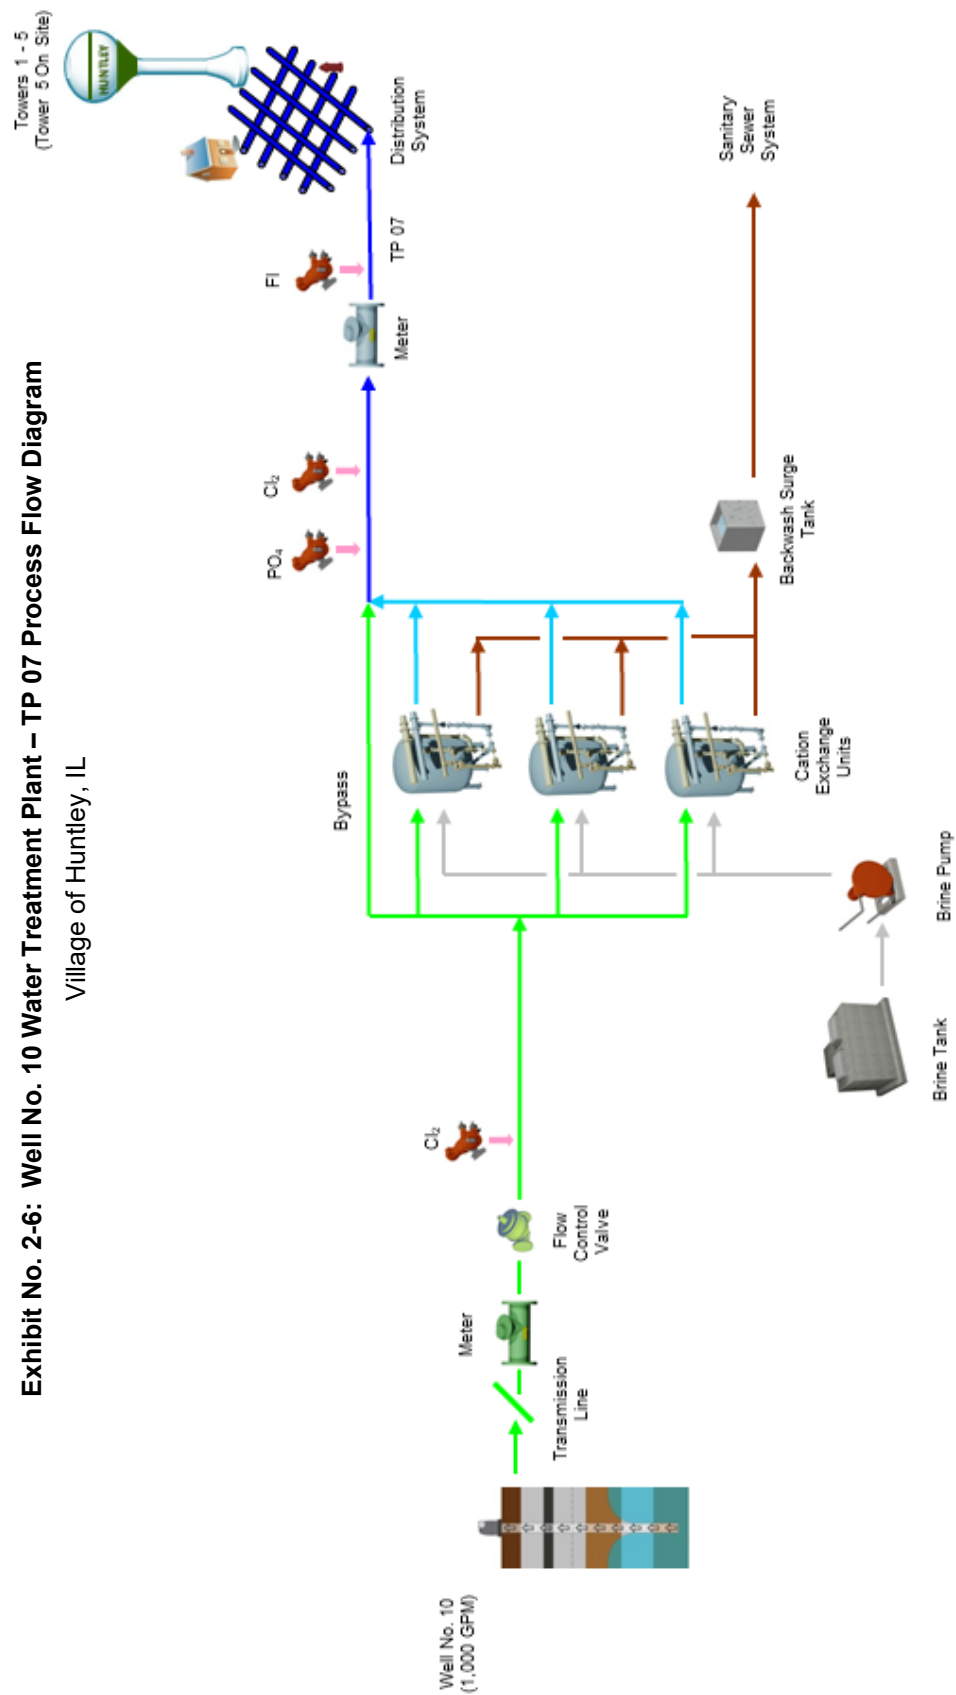 Exhibit No. 2-6:  Well No. 10 Water Treatment Plant – TP 07 Process Flow Diagram
Village of Huntley, IL
Well No. 10
(1,000 GPM)
Transmission
Line
Meter
Flow
Control
Valve
Cl₂
Brine Tank
Brine Pump
Bypass
Cation
Exchange
Units
PO₄
Cl₂
Backwash Surge
Tank
Meter
Fl
TP 07
Sanitary
Sewer
System
Distribution
System
Towers 1 - 5
(Tower 5 On Site)
HUNTLEY